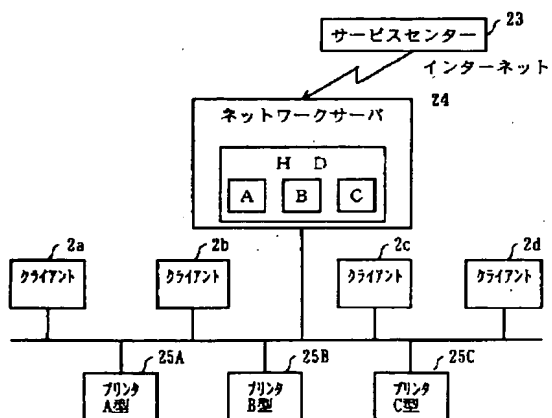 サービスセンター 23
インターネット
24
ネットワークサーバ
H D
A B C
2a 2b 2c 2d
クライアント クライアント クライアント クライアント
25A 25B 25C
プリンタ プリンタ プリンタ
A型 B型 C型